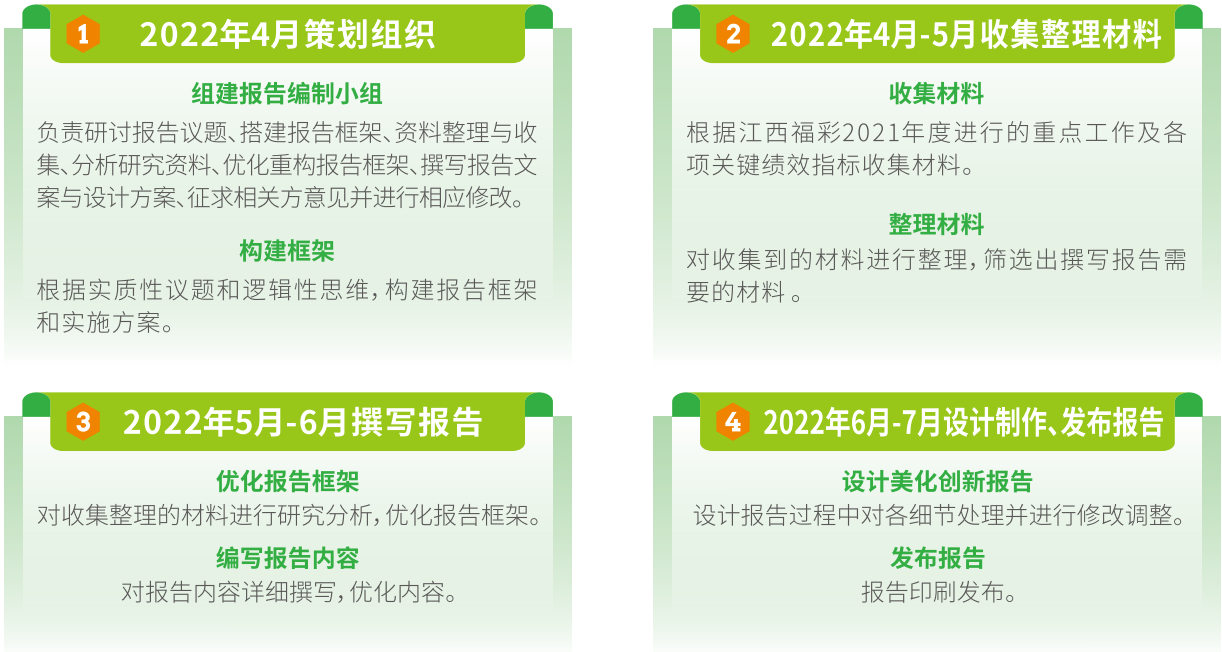 1 2022年4月策划组织
组建报告编制小组
负责研讨报告议题、搭建报告框架、资料整理与收
集、分析研究资料、优化重构报告框架、撰写报告文
案与设计方案、征求相关方意见并进行相应修改。
构建框架
根据实质性议题和逻辑性思维，构建报告框架
和实施方案。
2 2022年4月-5月收集整理材料
收集材料
根据江西福彩2021年度进行的重点工作及各
项关键绩效指标收集材料。
整理材料
对收集到的材料进行整理，筛选出撰写报告需
要的材料 。
3 2022年5月-6月撰写报告
优化报告框架
对收集整理的材料进行研究分析，优化报告框架。
编写报告内容
对报告内容详细撰写，优化内容。
4 2022年6月-7月设计制作、发布报告
设计美化创新报告
设计报告过程中对各细节处理并进行修改调整。
发布报告
报告印刷发布。